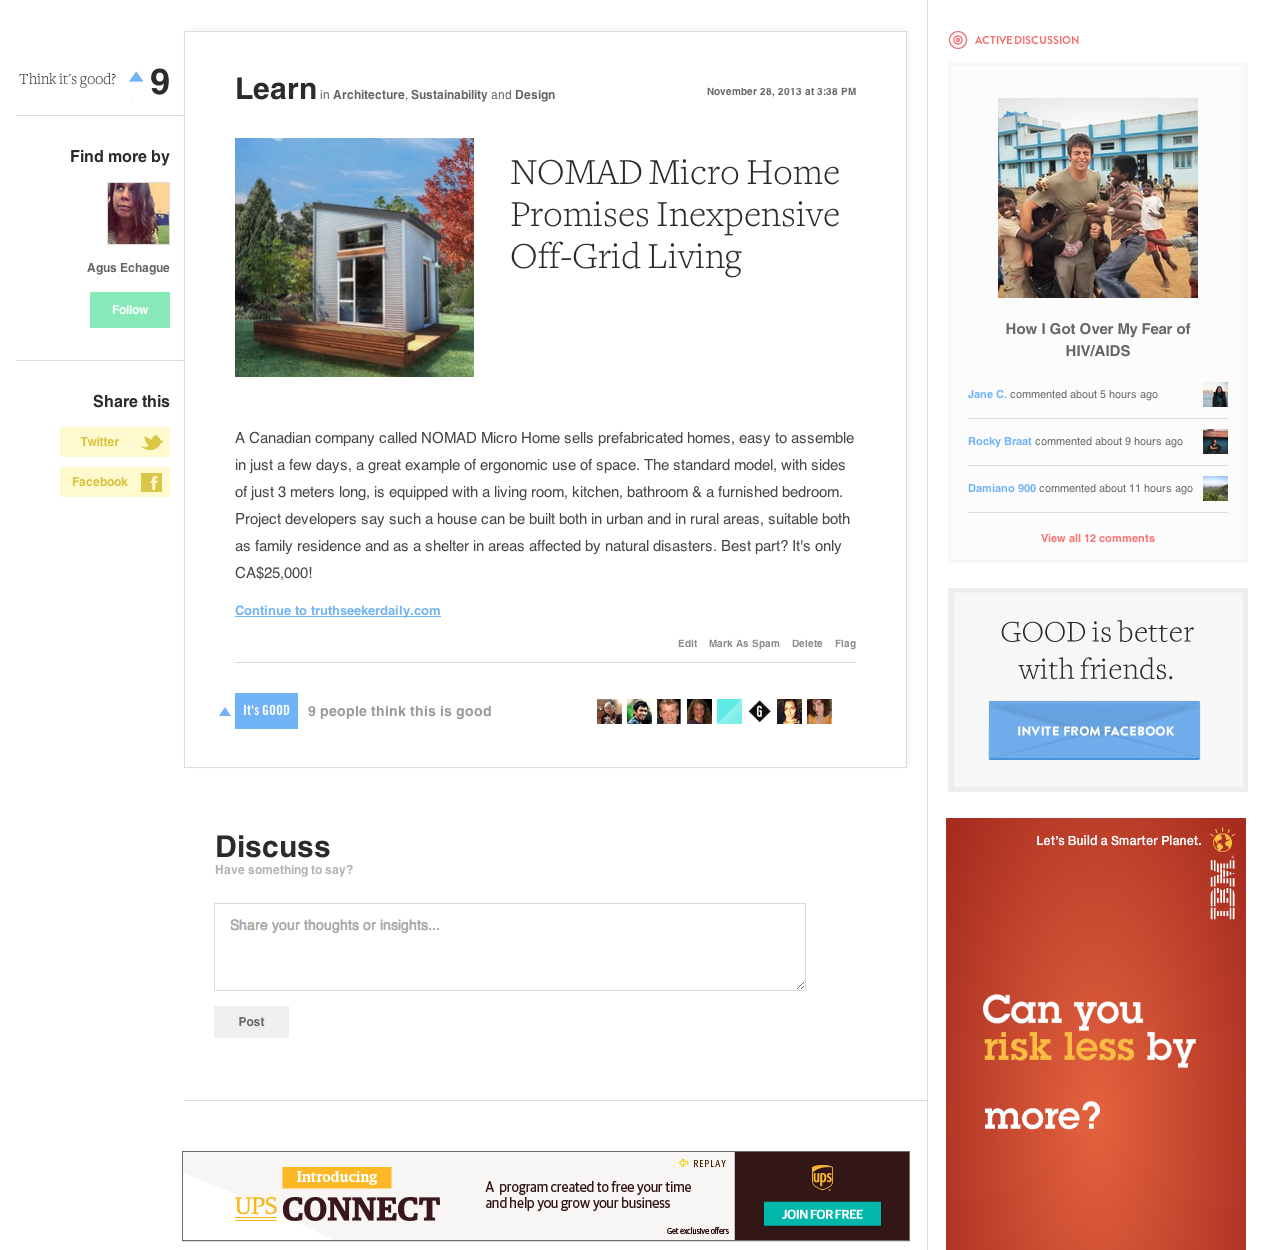 Think it's good? 9
Find more by
Agus Echague
Follow
Share this
Twitter
Facebook
Learn in Architecture, Sustainability and Design
November 28, 2013 at 3:38 PM
NOMAD Micro Home
Promises Inexpensive
Off-Grid Living
A Canadian company called NOMAD Micro Home sells prefabricated homes, easy to assemble
in just a few days, a great example of ergonomic use of space. The standard model, with sides
of just 3 meters long, is equipped with a living room, kitchen, bathroom & a furnished bedroom.
Project developers say such a house can be built both in urban and in rural areas, suitable both
as family residence and as a shelter in areas affected by natural disasters. Best part? It's only
CA$25,000!
Continue to truthseekerdaily.com
Edit Mark As Spam Delete Flag
It's GOOD 9 people think this is good
G
Discuss
Have something to say?
Share your thoughts or insights...
Post
Introducing
UPS CONNECT
A program created to free your time
and help you grow your business
REPLAY
Get exclusive offers
ups
JOIN FOR FREE
ACTIVE DISCUSSION
How I Got Over My Fear of
HIV/AIDS
Jane C. commented about 5 hours ago
Rocky Braat commented about 9 hours ago
Damiano 900 commented about 11 hours ago
View all 12 comments
GOOD is better
with friends.
INVITE FROM FACEBOOK
Let's Build a Smarter Planet.
IBM
Can you
risk less by
more?